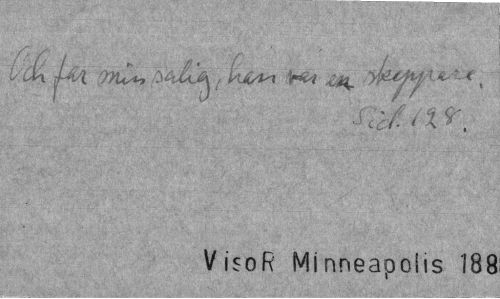 Och far min salig, han var en skeppare.
Sid. 128.
VisoR Minneapolis 188